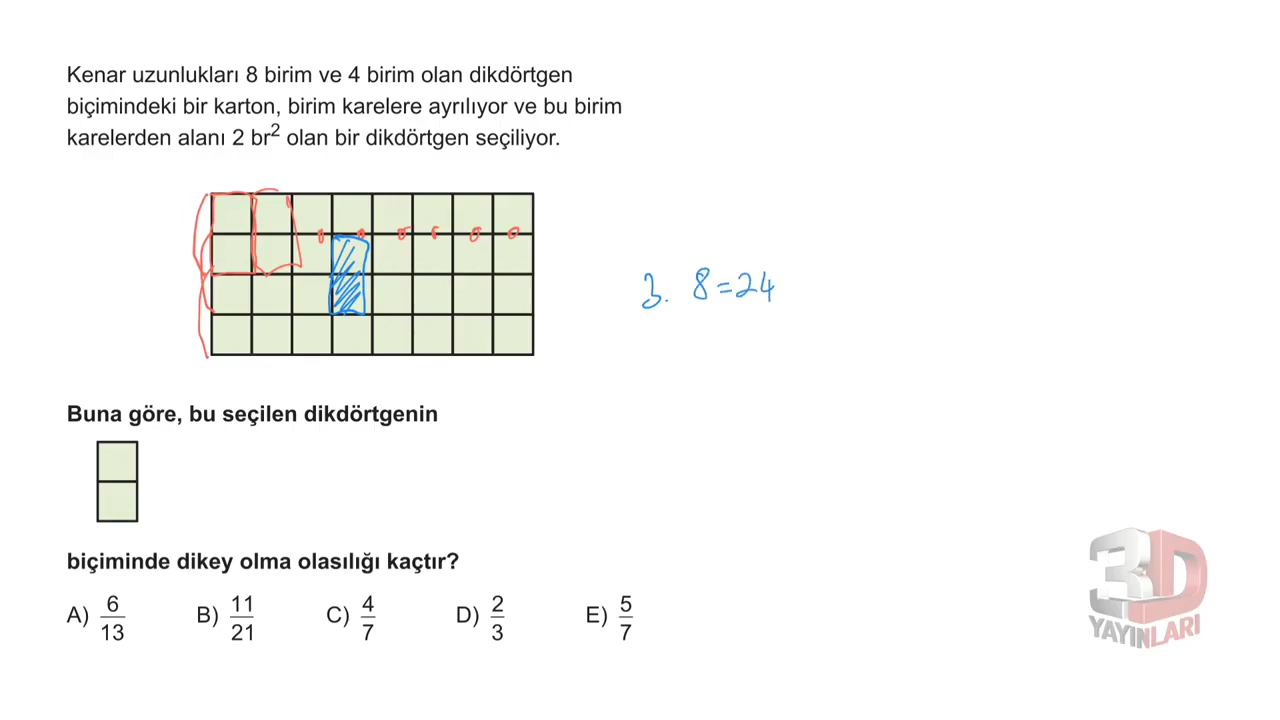 Kenar uzunlukları 8 birim ve 4 birim olan dikdörtgen
biçimindeki bir karton, birim karelere ayrılıyor ve bu birim
karelerden alanı 2 br² olan bir dikdörtgen seçiliyor.
3. 8=24
Buna göre, bu seçilen dikdörtgenin
biçiminde dikey olma olasılığı kaçtır?
A) 6/13 B) 11/21 C) 4/7 D) 2/3 E) 5/7
3D
YAYINLARI